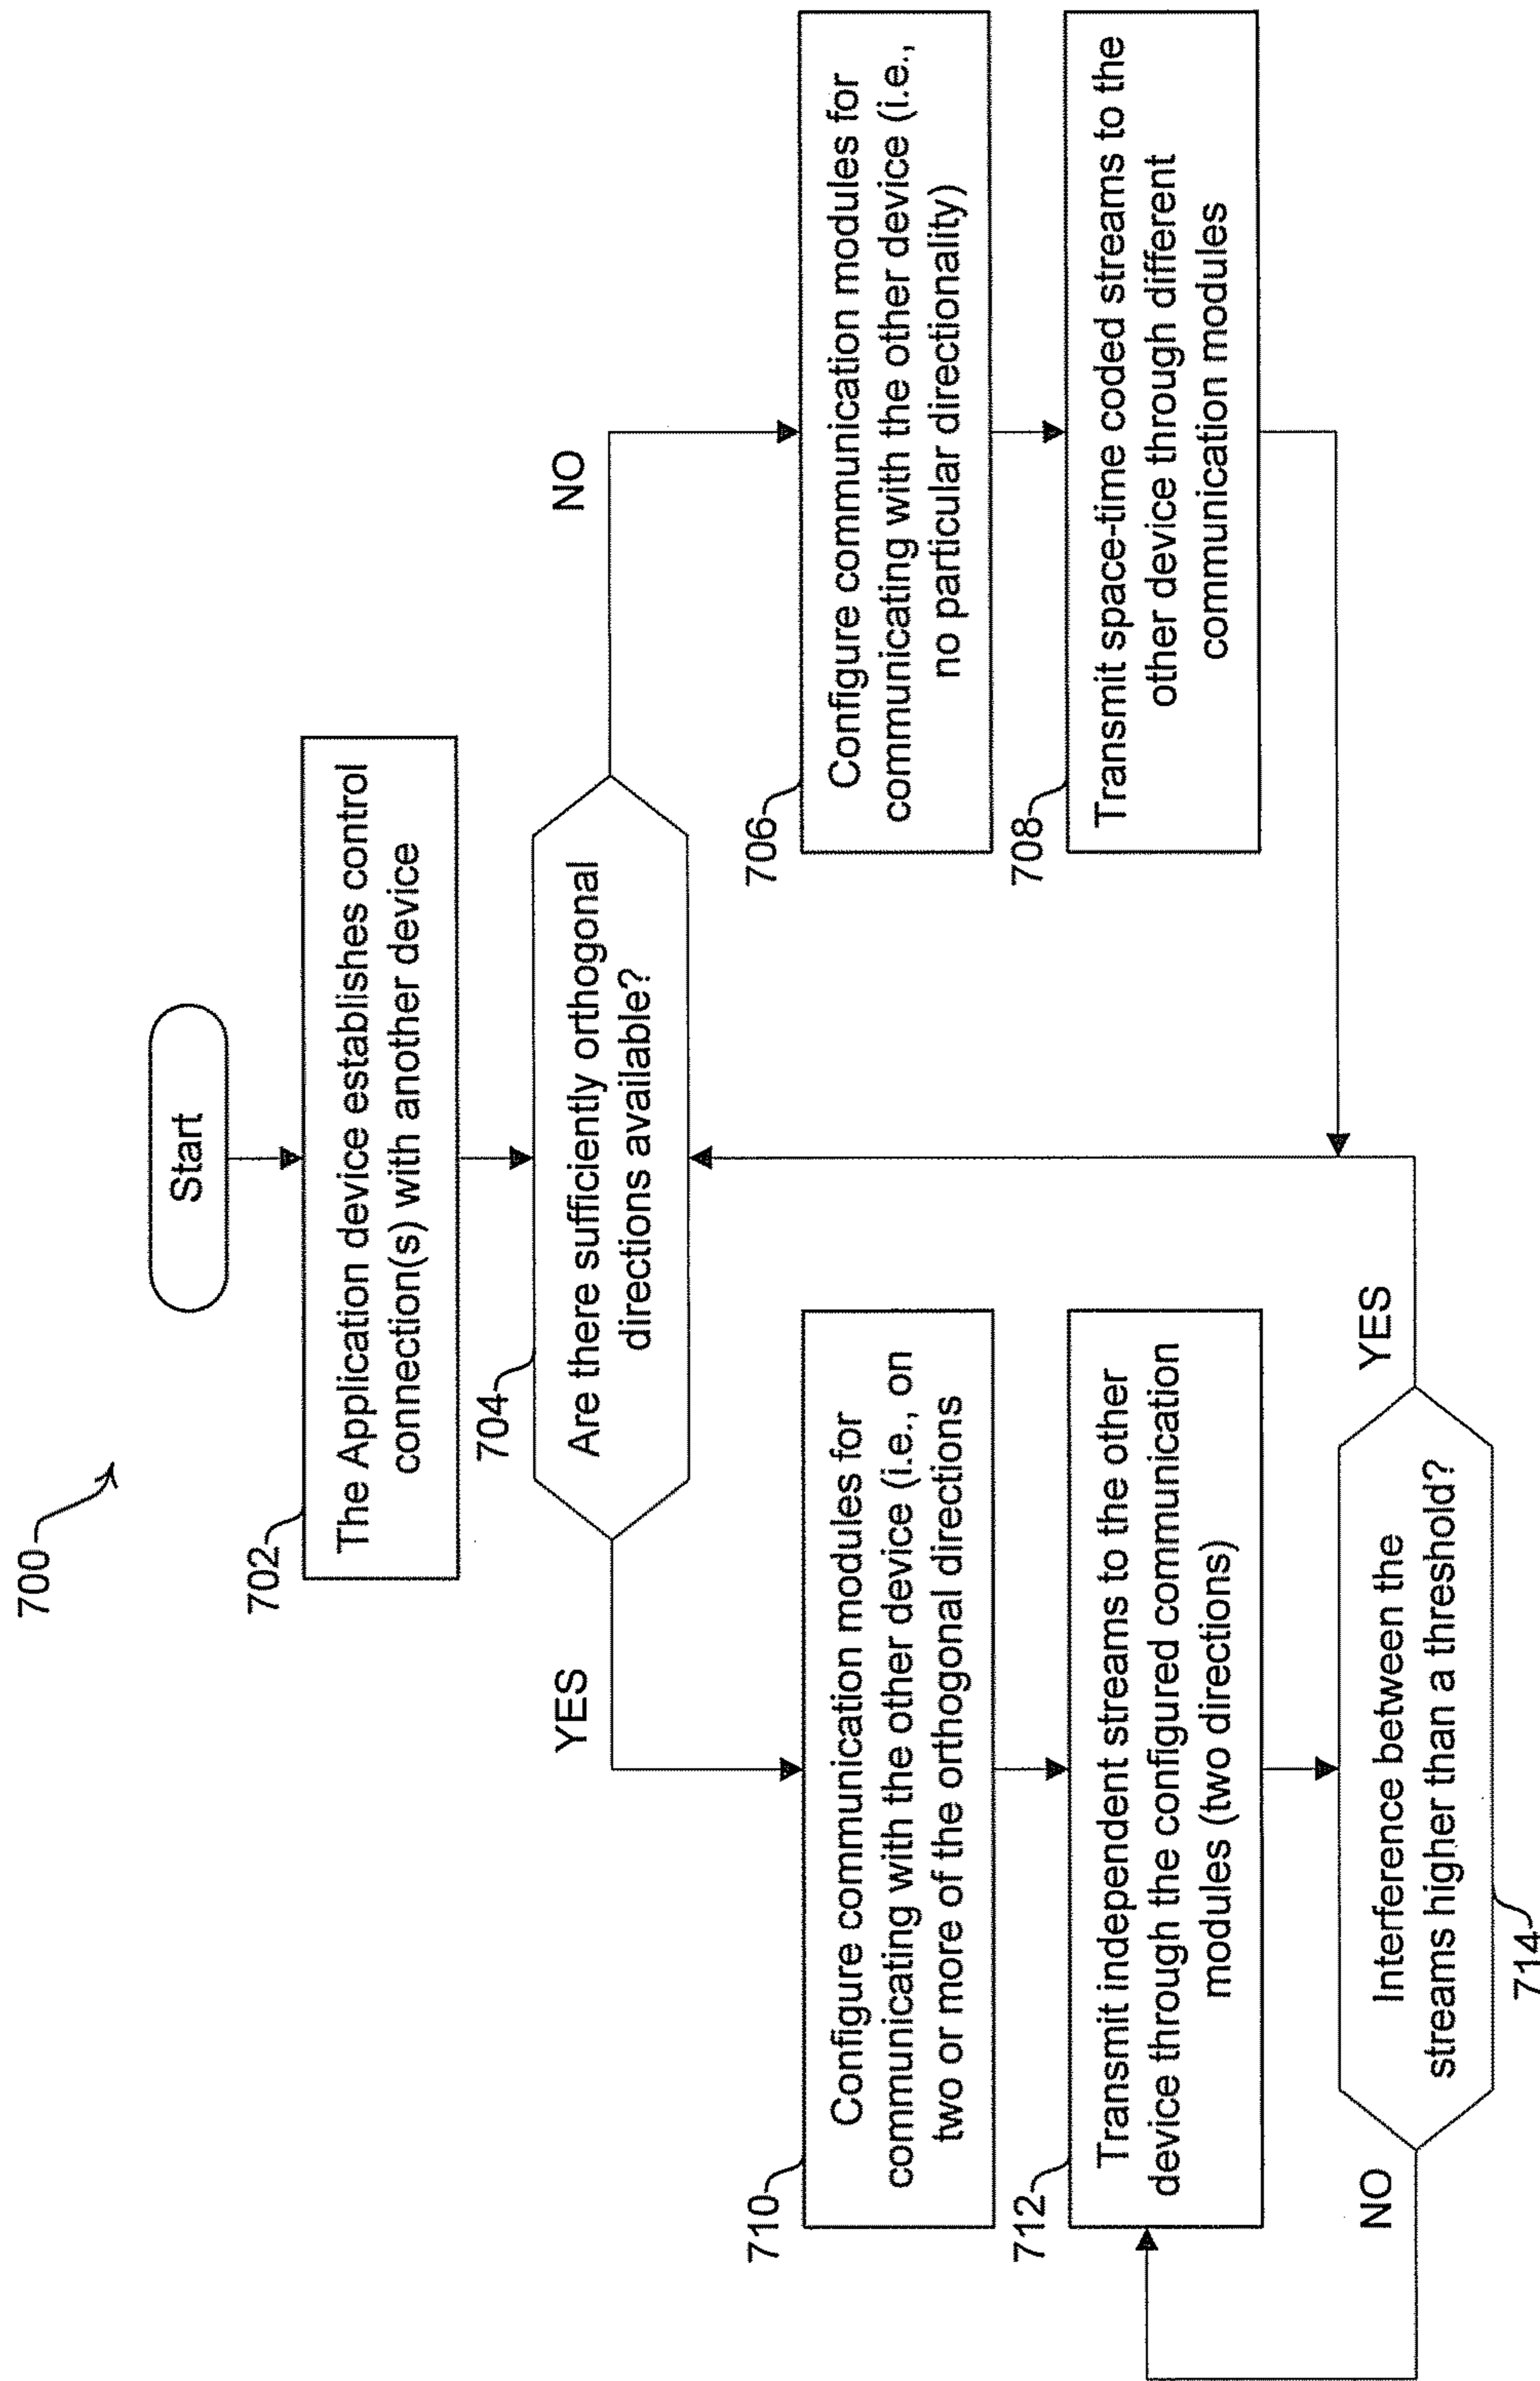 700
Start
702
The Application device establishes control
connection(s) with another device
704
Are there sufficiently orthogonal
directions available?
YES
NO
710
Configure communication modules for
communicating with the other device (i.e., on
two or more of the orthogonal directions
706
Configure communication modules for
communicating with the other device (i.e.,
no particular directionality)
712
Transmit independent streams to the other
device through the configured communication
modules (two directions)
708
Transmit space-time coded streams to the
other device through different
communication modules
NO
Interference between the
streams higher than a threshold?
YES
714